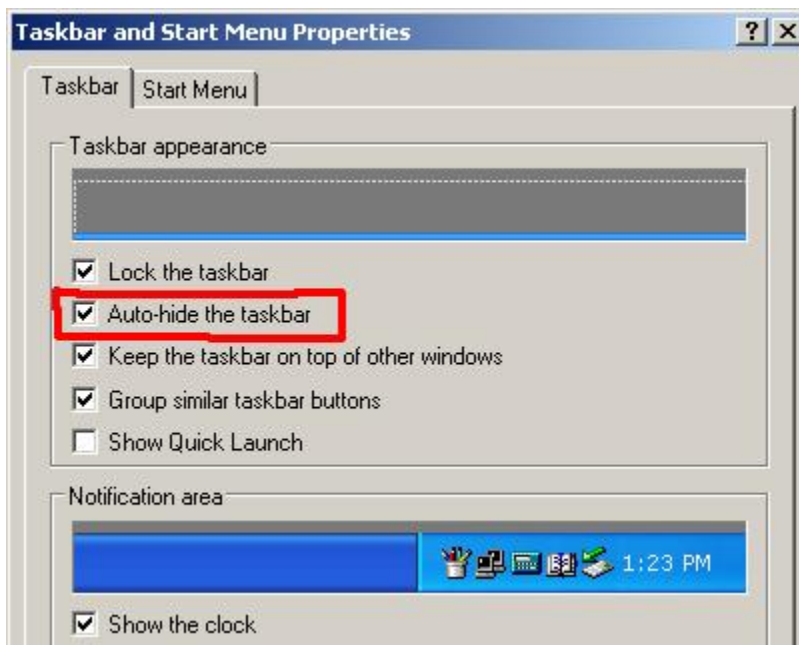 Taskbar and Start Menu Properties
Taskbar Start Menu
Taskbar appearance
Lock the taskbar
Auto-hide the taskbar
Keep the taskbar on top of other windows
Group similar taskbar buttons
Show Quick Launch
Notification area
1:23 PM
Show the clock